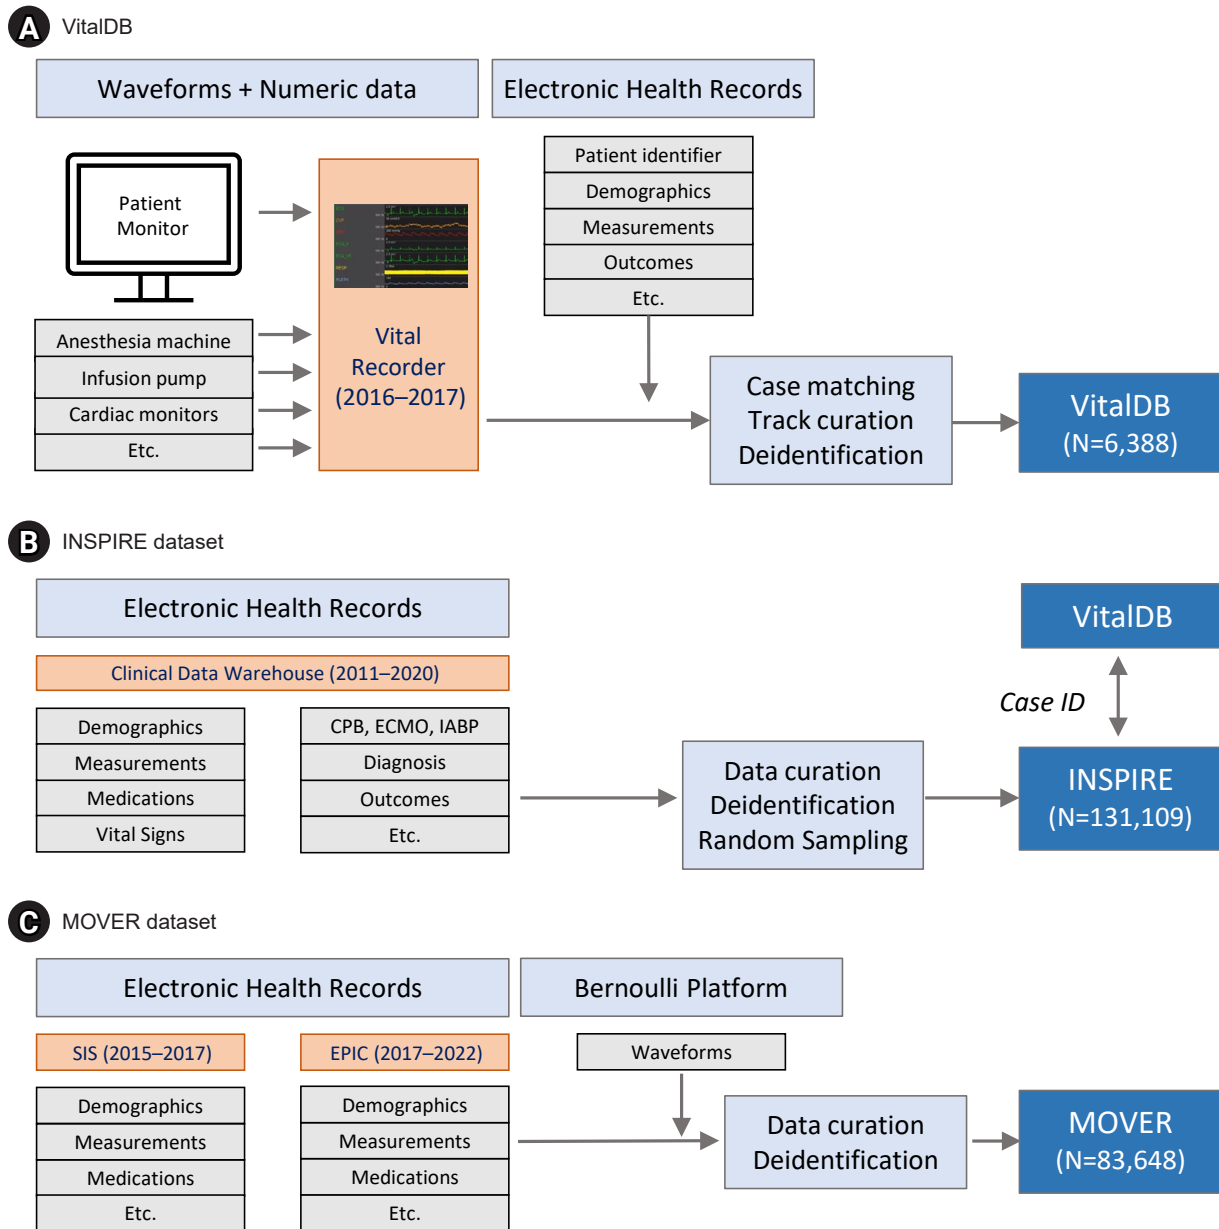 A VitalDB
Waveforms + Numeric data
Electronic Health Records
Patient
Monitor
Anesthesia machine
Infusion pump
Cardiac monitors
Etc.
Vital
Recorder
(2016–2017)
Patient identifier
Demographics
Measurements
Outcomes
Etc.
Case matching
Track curation
Deidentification
VitalDB
(N=6,388)
B INSPIRE dataset
Electronic Health Records
Clinical Data Warehouse (2011–2020)
Demographics
Measurements
Medications
Vital Signs
CPB, ECMO, IABP
Diagnosis
Outcomes
Etc.
Data curation
Deidentification
Random Sampling
VitalDB
Case ID
INSPIRE
(N=131,109)
C MOVER dataset
Electronic Health Records
Bernoulli Platform
SIS (2015–2017)
Demographics
Measurements
Medications
Etc.
EPIC (2017–2022)
Demographics
Measurements
Medications
Etc.
Waveforms
Data curation
Deidentification
MOVER
(N=83,648)